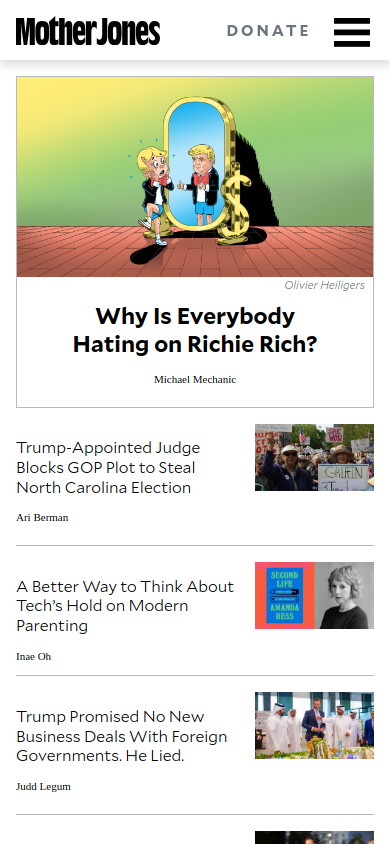 Mother Jones
DONATE
Olivier Heiligers
Why Is Everybody
Hating on Richie Rich?
Michael Mechanic
Trump-Appointed Judge
Blocks GOP Plot to Steal
North Carolina Election
Ari Berman
GRIFFIN
A Better Way to Think About
Tech's Hold on Modern
Parenting
Inae Oh
SECOND
LIFE
AMANDA
HESS
Trump Promised No New
Business Deals With Foreign
Governments. He Lied.
Judd Legum